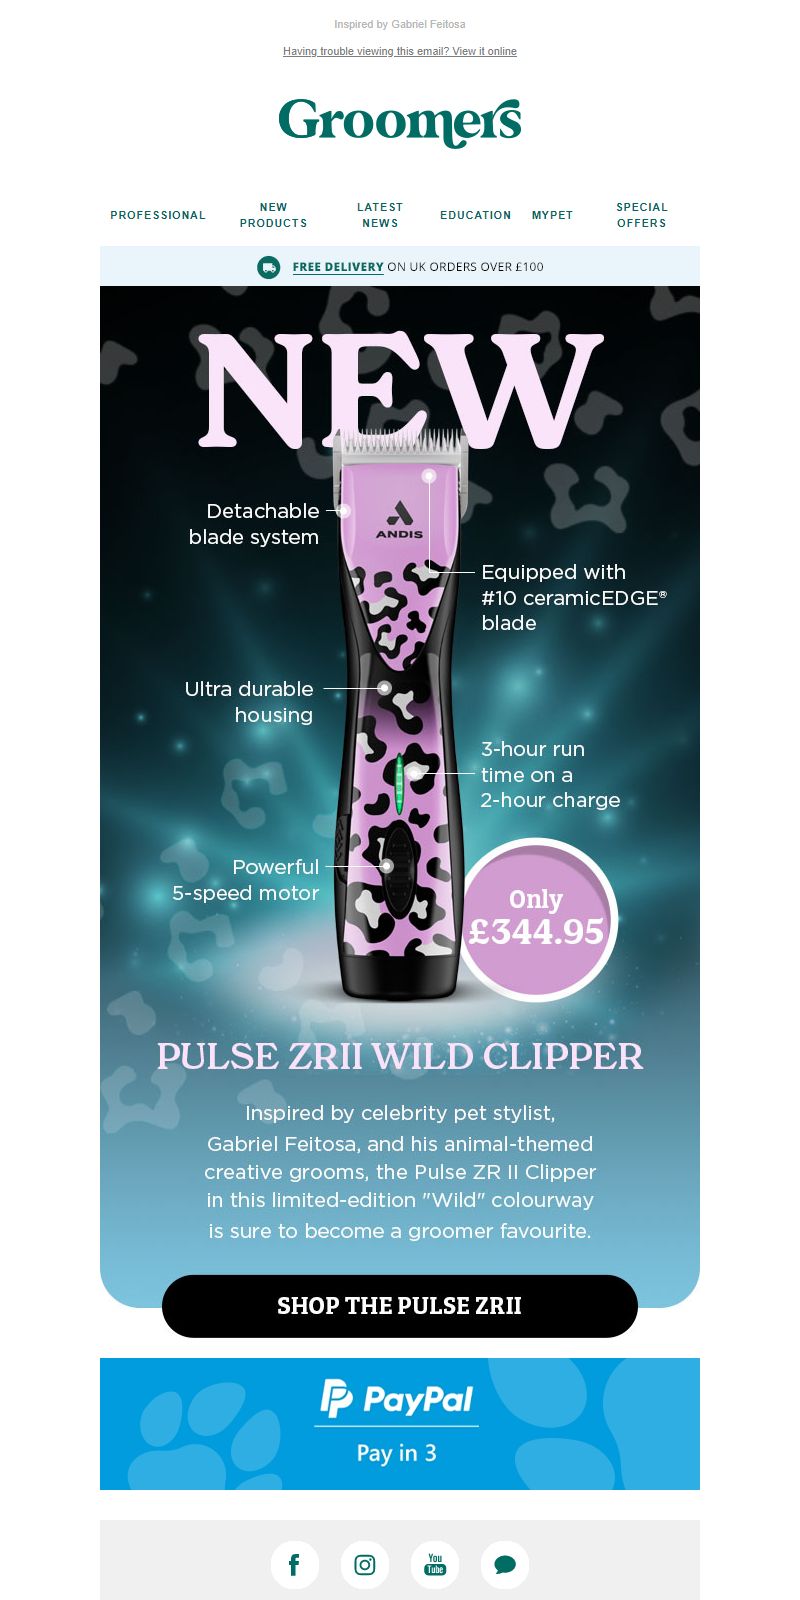 Inspired by Gabriel Feitosa
Having trouble viewing this email? View it online
Groomers
PROFESSIONAL
NEW
PRODUCTS
LATEST
NEWS
EDUCATION
MYPET
SPECIAL
OFFERS
FREE DELIVERY ON UK ORDERS OVER £100
NEW
Detachable
blade system
ANDIS
Equipped with
#10 ceramicEDGE®
blade
Ultra durable
housing
3-hour run
time on a
2-hour charge
Powerful
5-speed motor
Only
£344.95
PULSE ZRII WILD CLIPPER
Inspired by celebrity pet stylist,
Gabriel Feitosa, and his animal-themed
creative grooms, the Pulse ZR II Clipper
in this limited-edition "Wild" colourway
is sure to become a groomer favourite.
SHOP THE PULSE ZRII
PayPal
Pay in 3
You
Tube